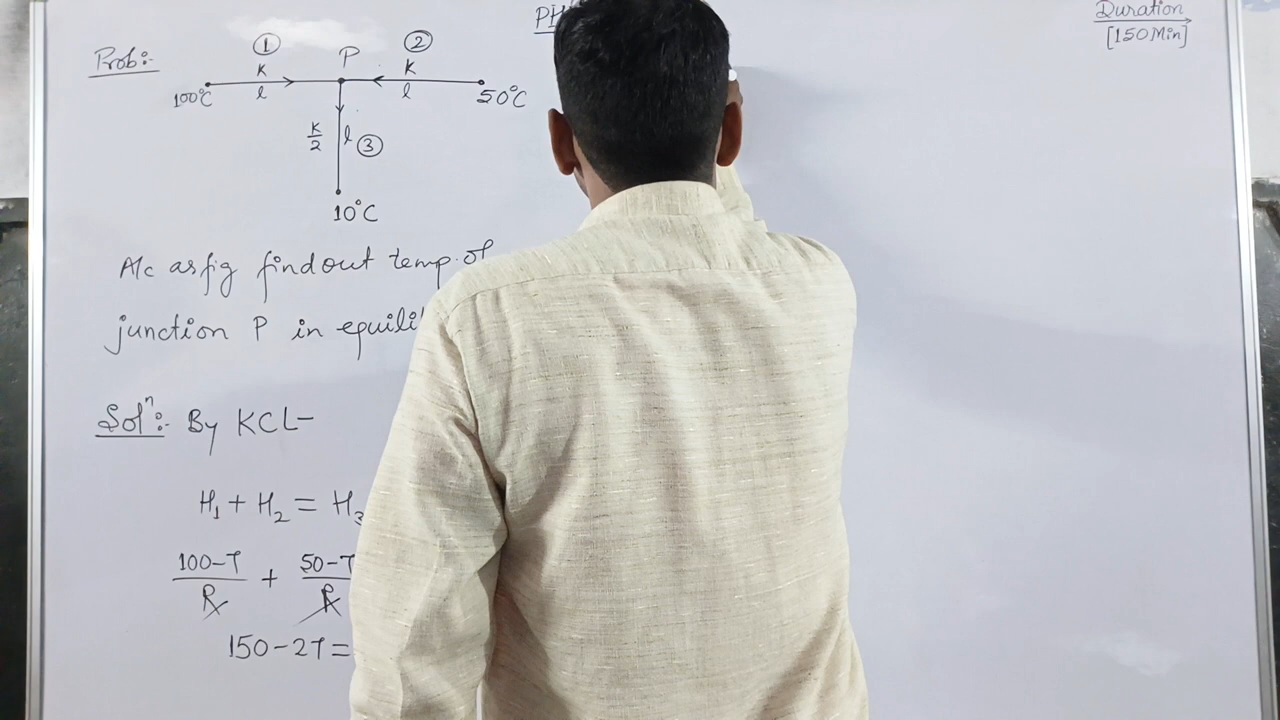 PH
Duration
[150 Min]
Prob:-
① P ②
K K
100°C l l 50°C
K/2 l ③
10°C
A/c as fig find out temp. of
junction P in
Solⁿ:- By KCL-
H₁ + H₂ = H₃
100-T/R + 50-T/R
150-2T=